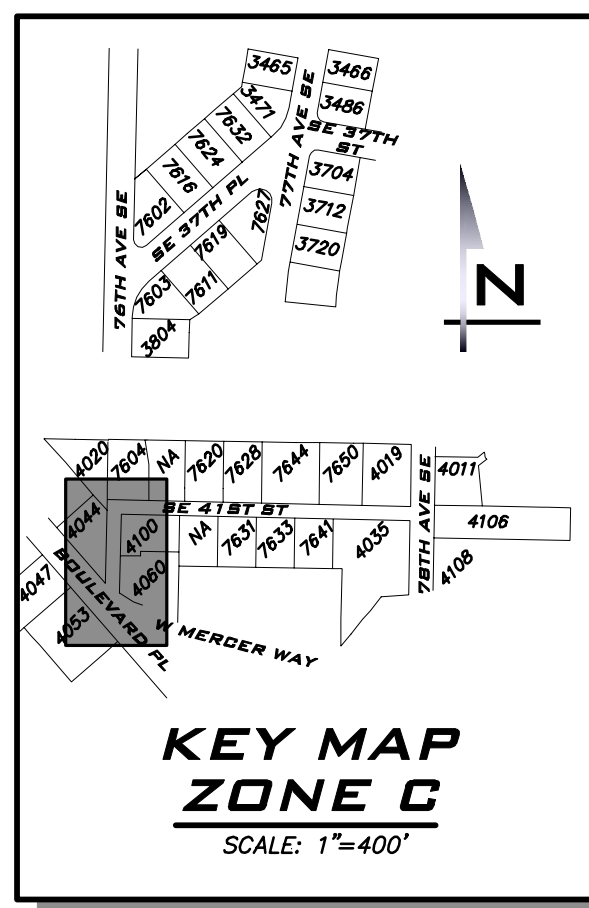 3465
3466
3471
3486
7632
SE 37TH
ST
7624
77TH AVE SE
7616
3704
7602
SE 37TH PL
7627
3712
7619
3720
76TH AVE SE
7603
7611
3804
N
4020
7604
NA
7620
7628
7644
7650
4019
4011
SE 41ST ST
78TH AVE SE
4044
4100
NA
7631
7633
7641
4035
4106
4108
4047
BOULEVARD PL
4060
4053
W MERCER WAY
KEY MAP
ZONE C
SCALE: 1"=400'